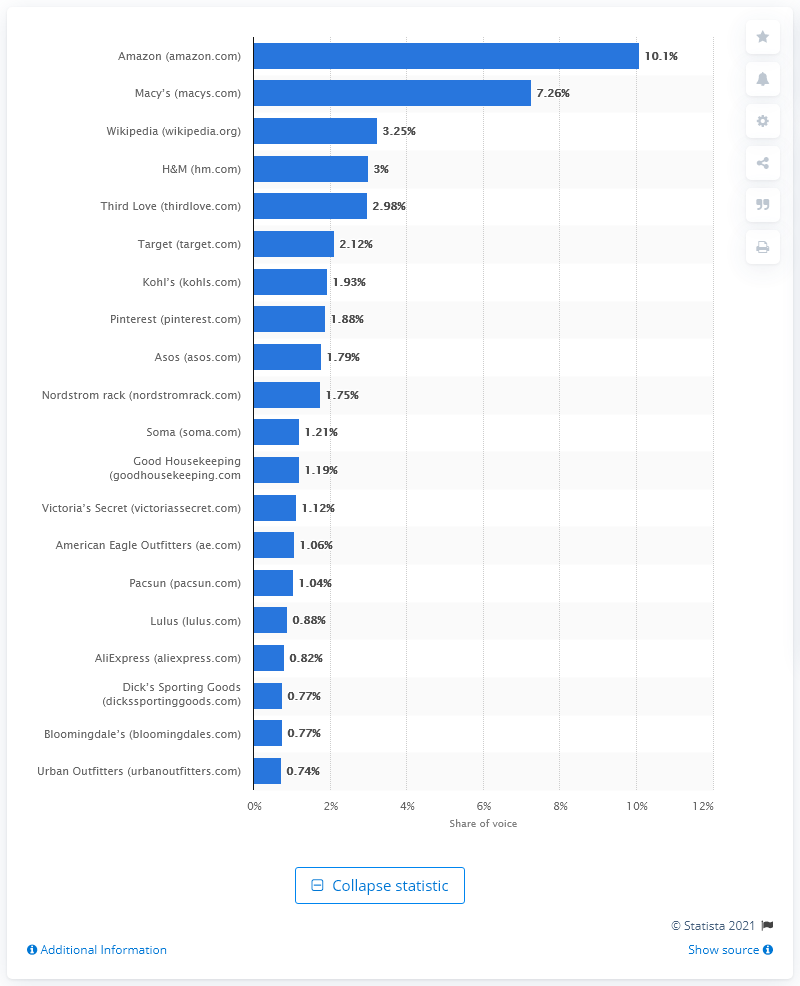 Amazon (amazon.com) 10.1%
Macy's (macys.com) 7.26%
Wikipedia (wikipedia.org) 3.25%
H&M (hm.com) 3%
Third Love (thirdlove.com) 2.98%
Target (target.com) 2.12%
Kohl's (kohls.com) 1.93%
Pinterest (pinterest.com) 1.88%
Asos (asos.com) 1.79%
Nordstrom rack (nordstromrack.com) 1.75%
Soma (soma.com) 1.21%
Good Housekeeping
(goodhousekeeping.com 1.19%
Victoria's Secret (victoriassecret.com) 1.12%
American Eagle Outfitters (ae.com) 1.06%
Pacsun (pacsun.com) 1.04%
Lulus (lulus.com) 0.88%
AliExpress (aliexpress.com) 0.82%
Dick's Sporting Goods
(dickssportinggoods.com) 0.77%
Bloomingdale's (bloomingdales.com) 0.77%
Urban Outfitters (urbanoutfitters.com) 0.74%
0% 2% 4% 6% 8% 10% 12%
Share of voice
Collapse statistic
© Statista 2021
Additional Information Show source